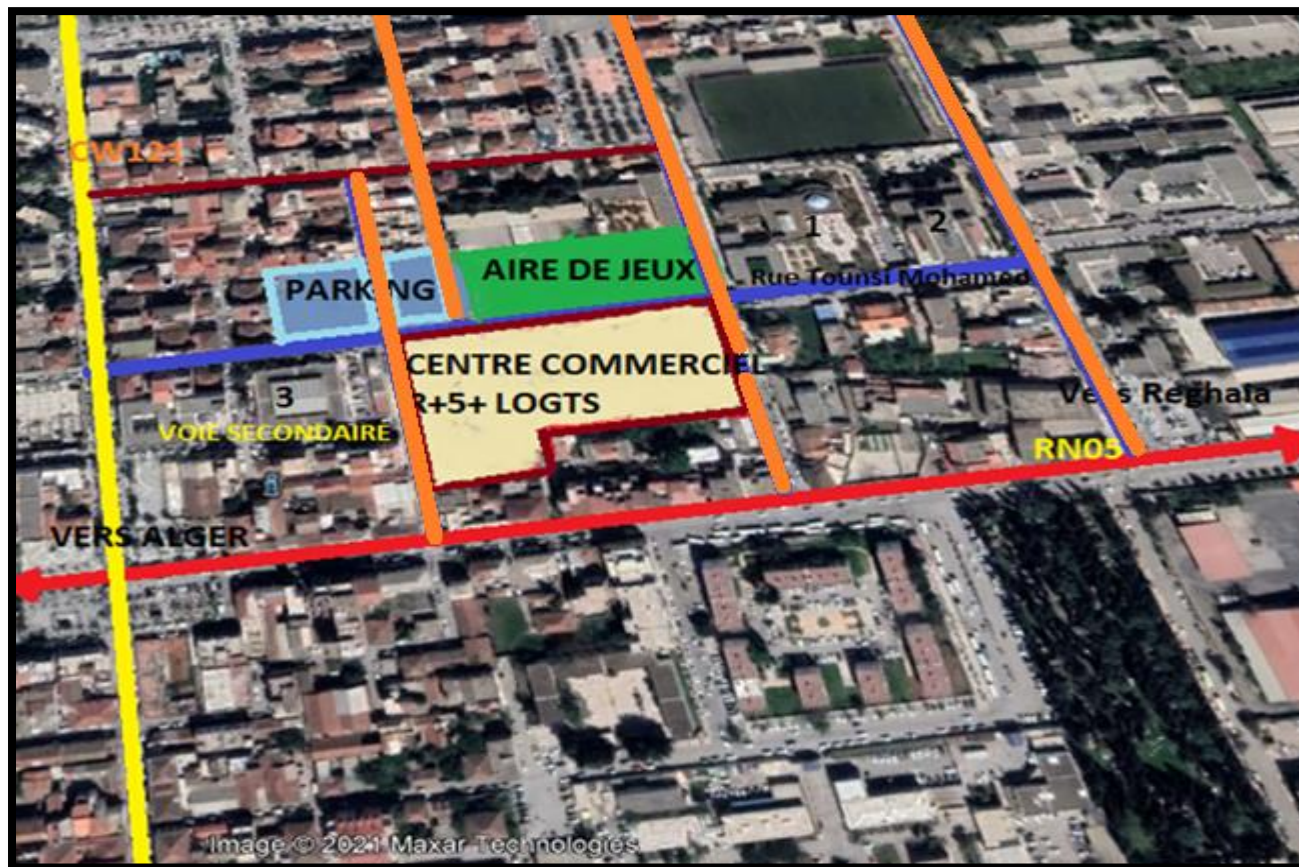 CW121
1
2
AIRE DE JEUX
Rue Tounsi Mohamed
PARKING
CENTRE COMMERCIEL
R+5+ LOGTS
3
Vers Reghaia
VOIE SECONDAIRE
RN05
VERS ALGER
Image © 2021 Maxar Technologies